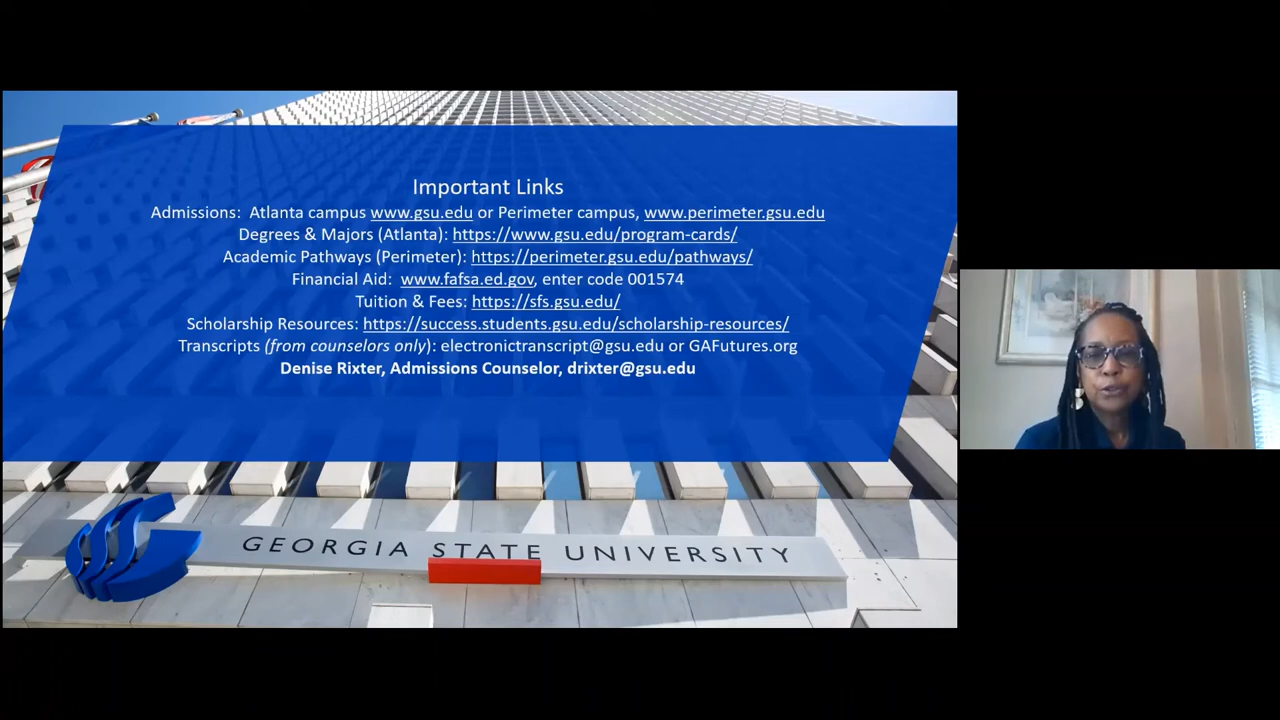 Important Links
Admissions:  Atlanta campus www.gsu.edu or Perimeter campus, www.perimeter.gsu.edu
Degrees & Majors (Atlanta): https://www.gsu.edu/program-cards/
Academic Pathways (Perimeter): https://perimeter.gsu.edu/pathways/
Financial Aid:  www.fafsa.ed.gov, enter code 001574
Tuition & Fees: https://sfs.gsu.edu/
Scholarship Resources: https://success.students.gsu.edu/scholarship-resources/
Transcripts (from counselors only): electronictranscript@gsu.edu or GAFutures.org
Denise Rixter, Admissions Counselor, drixter@gsu.edu
GEORGIA STATE UNIVERSITY